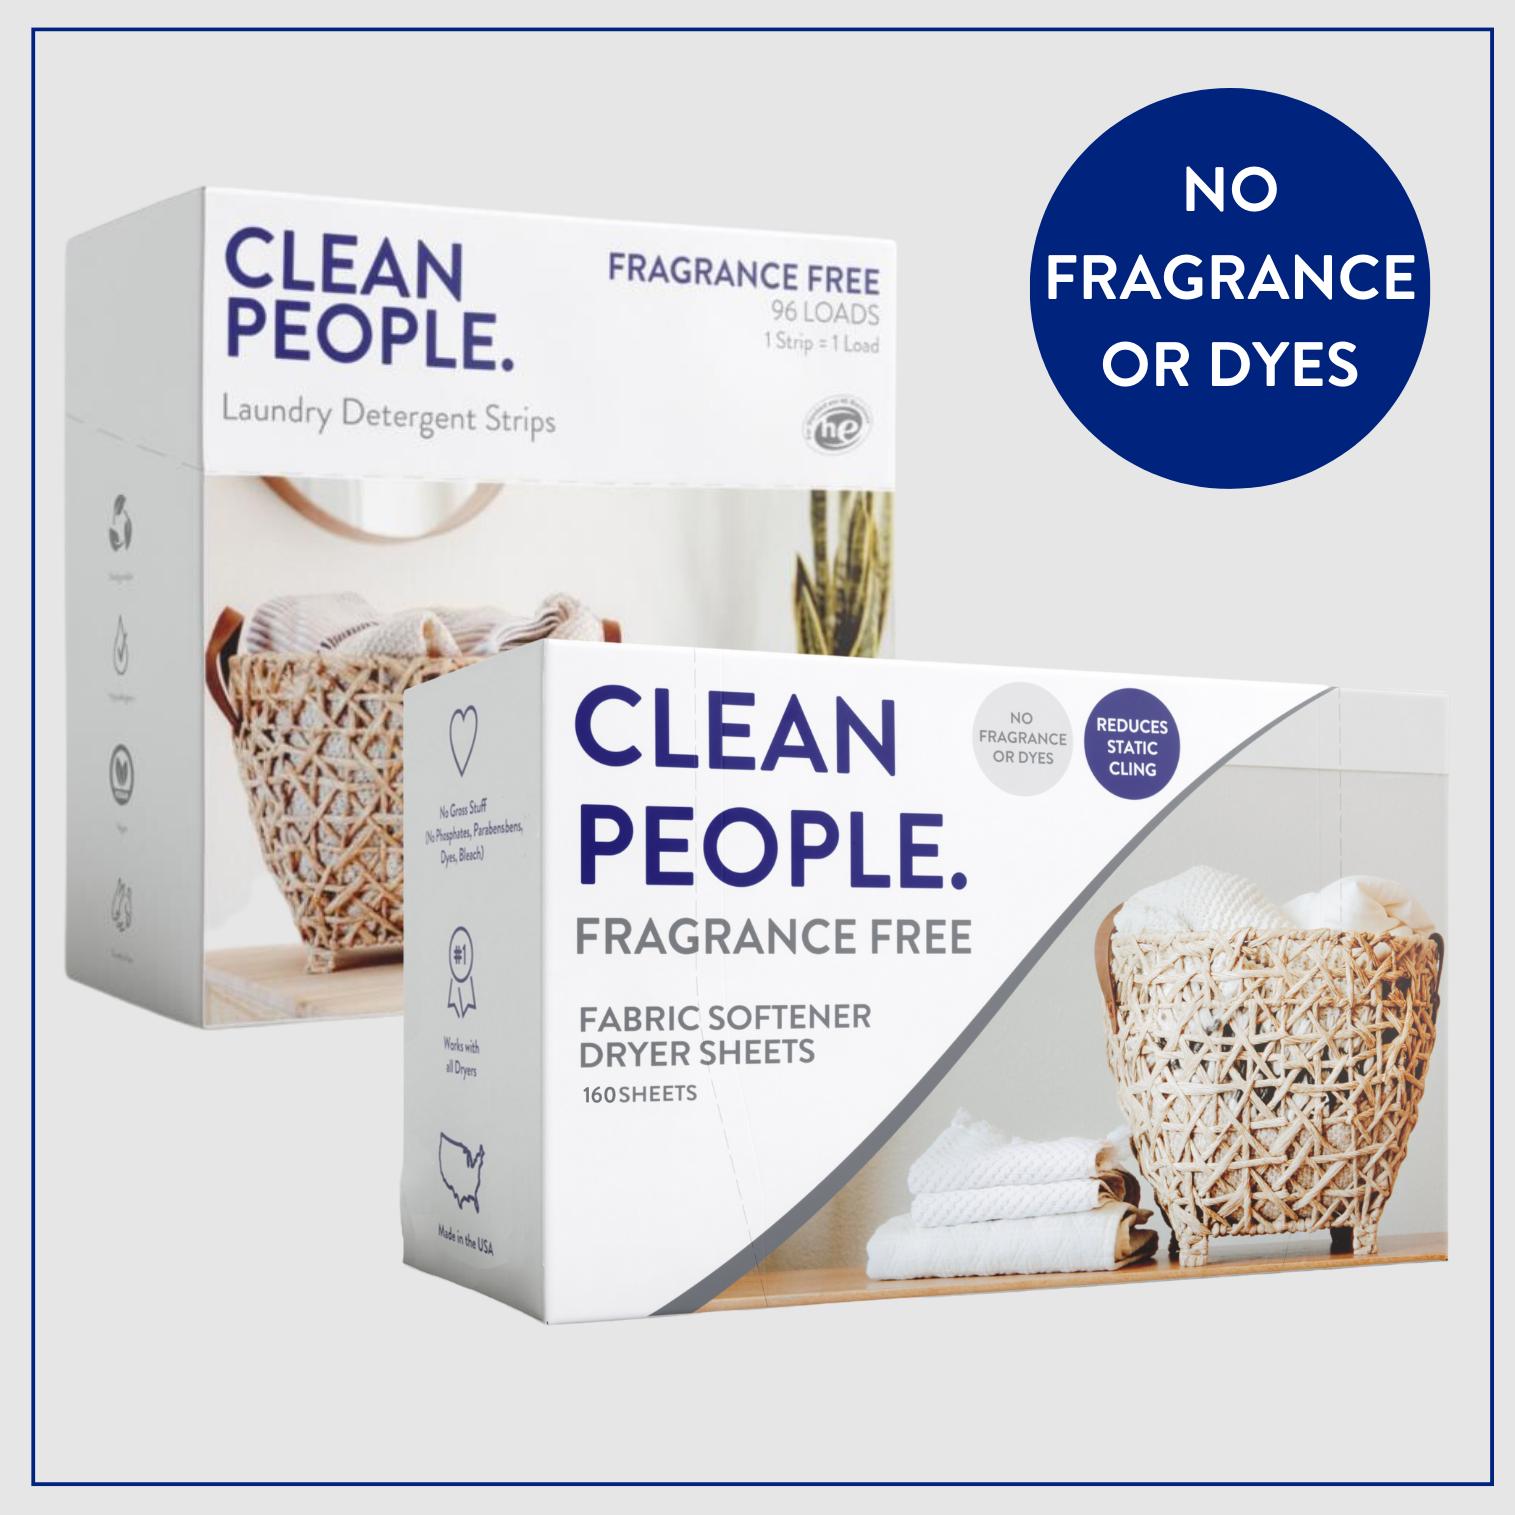 NO
FRAGRANCE
OR DYES
CLEAN
PEOPLE.
Laundry Detergent Strips
FRAGRANCE FREE
96 LOADS
1 Strip = 1 Load
he
CLEAN
PEOPLE.
FRAGRANCE FREE
FABRIC SOFTENER
DRYER SHEETS
160 SHEETS
NO
FRAGRANCE
OR DYES
REDUCES
STATIC
CLING
No Gross Stuff
(No Phosphates, Parabensbens,
Dyes, Bleach)
#1
Works with
all Dryers
Made in the USA